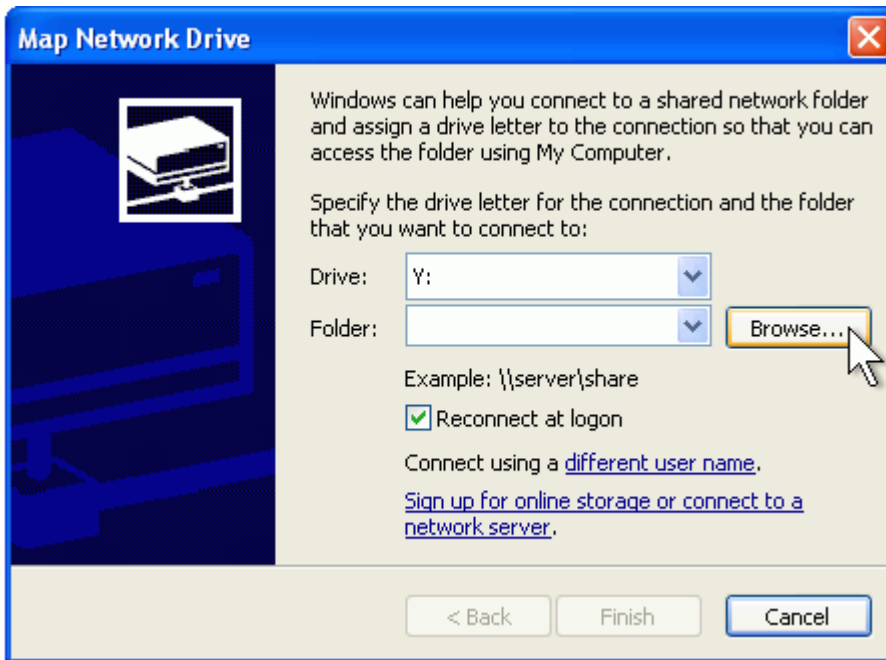 Map Network Drive
Windows can help you connect to a shared network folder
and assign a drive letter to the connection so that you can
access the folder using My Computer.
Specify the drive letter for the connection and the folder
that you want to connect to:
Drive: Y:
Folder: Browse...
Example: \\server\share
Reconnect at logon
Connect using a different user name.
Sign up for online storage or connect to a
network server.
< Back Finish Cancel